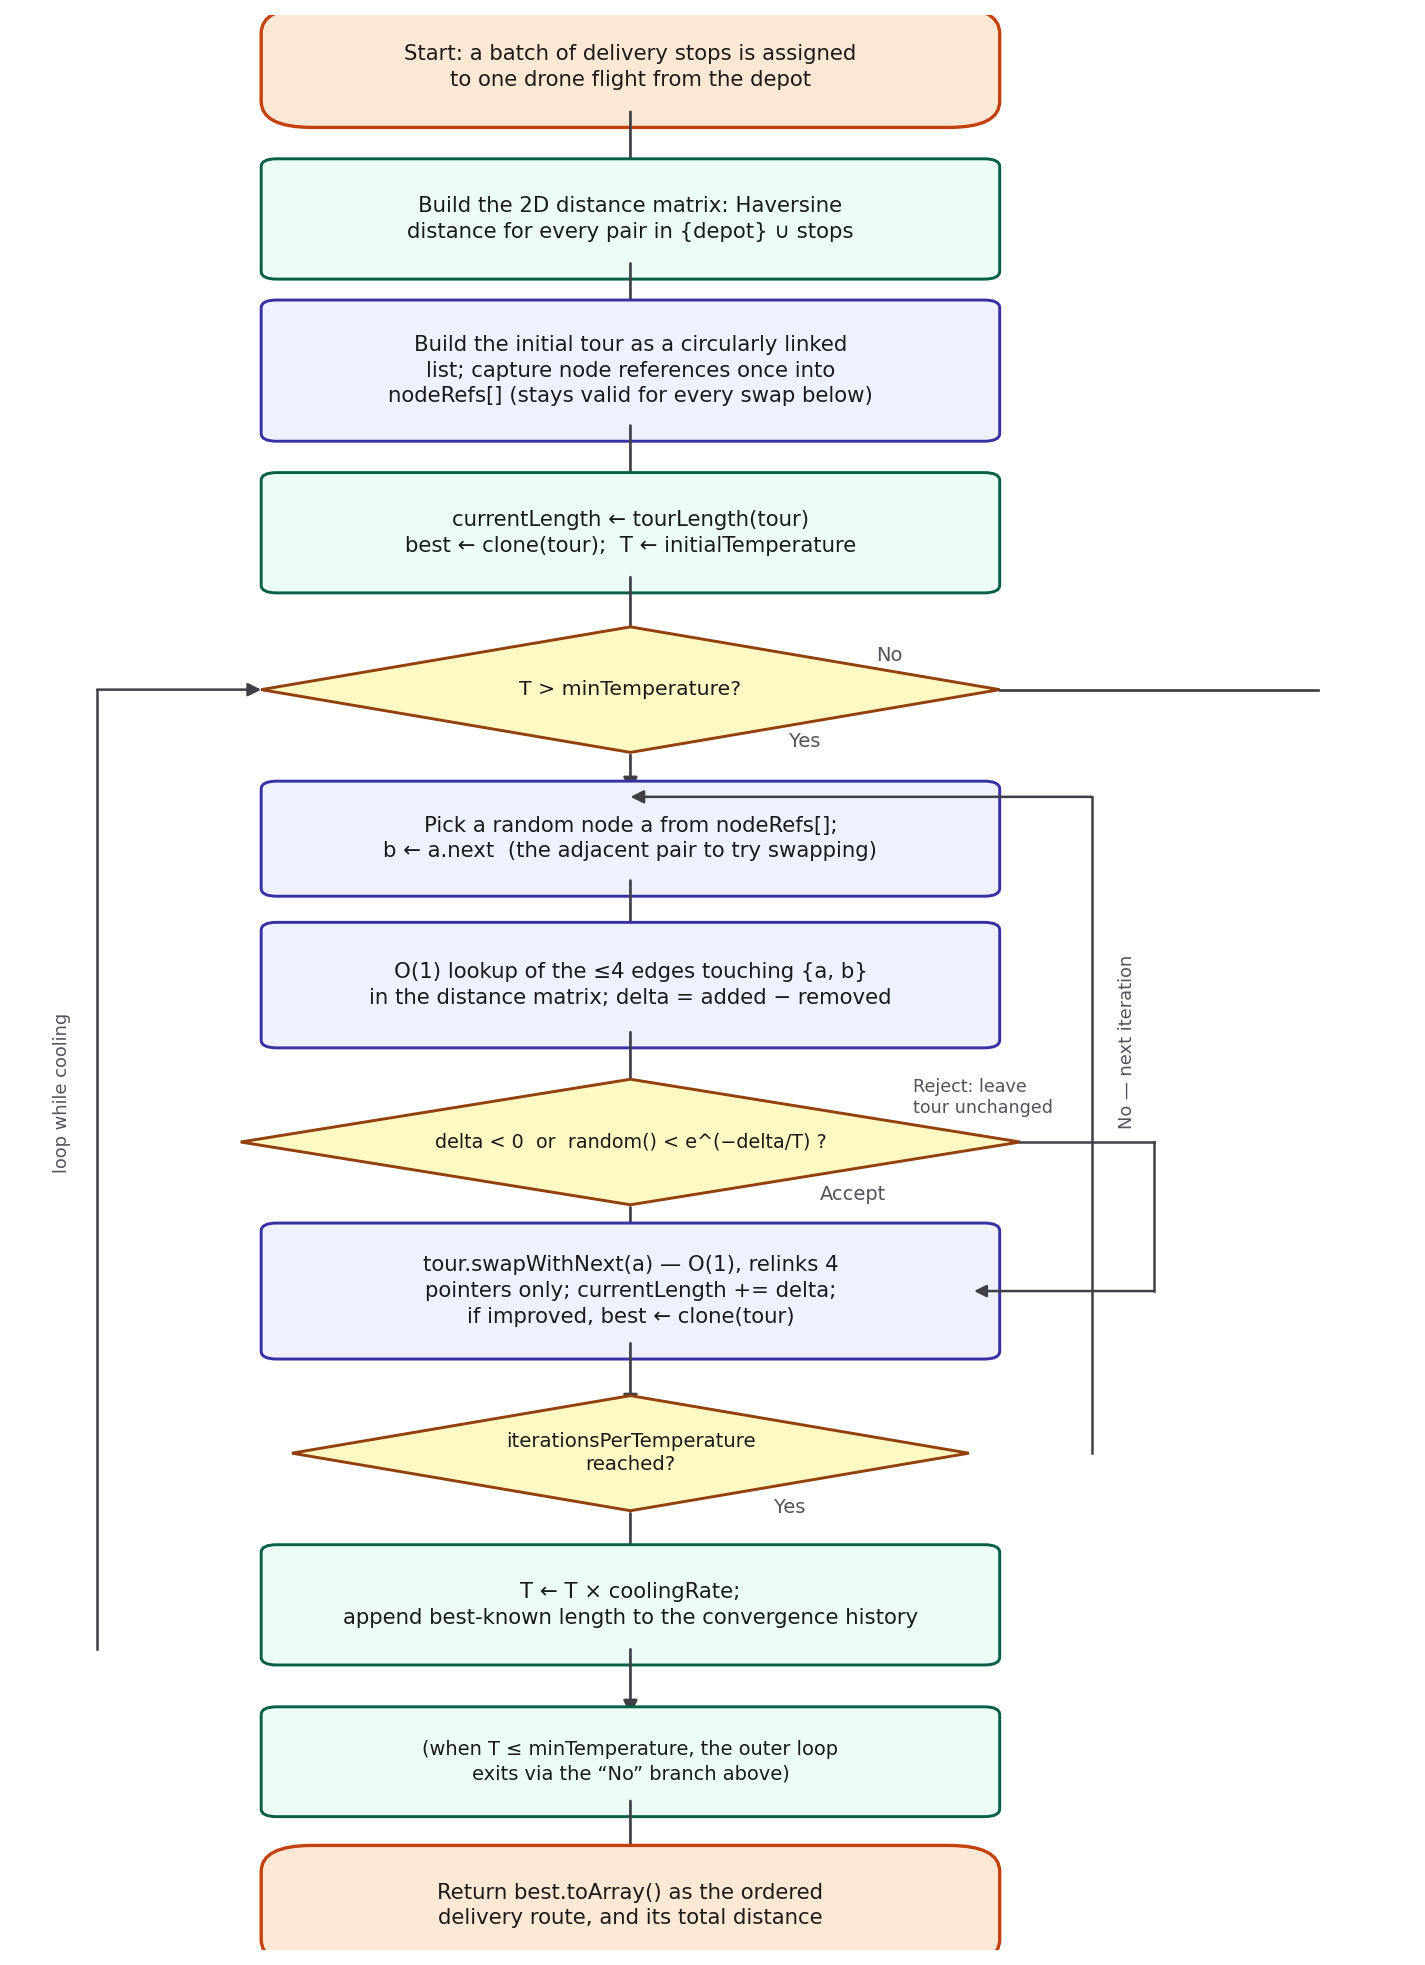 Start: a batch of delivery stops is assigned
to one drone flight from the depot
Build the 2D distance matrix: Haversine
distance for every pair in {depot} ∪ stops
Build the initial tour as a circularly linked
list; capture node references once into
nodeRefs[] (stays valid for every swap below)
currentLength ← tourLength(tour)
best ← clone(tour);  T ← initialTemperature
No
T > minTemperature?
Yes
Pick a random node a from nodeRefs[];
b ← a.next  (the adjacent pair to try swapping)
O(1) lookup of the ≤4 edges touching {a, b}
in the distance matrix; delta = added − removed
No — next iteration
loop while cooling
Reject: leave
tour unchanged
delta < 0  or  random() < e^(−delta/T) ?
Accept
tour.swapWithNext(a) — O(1), relinks 4
pointers only; currentLength += delta;
if improved, best ← clone(tour)
iterationsPerTemperature
reached?
Yes
T ← T × coolingRate;
append best-known length to the convergence history
(when T ≤ minTemperature, the outer loop
exits via the “No” branch above)
Return best.toArray() as the ordered
delivery route, and its total distance